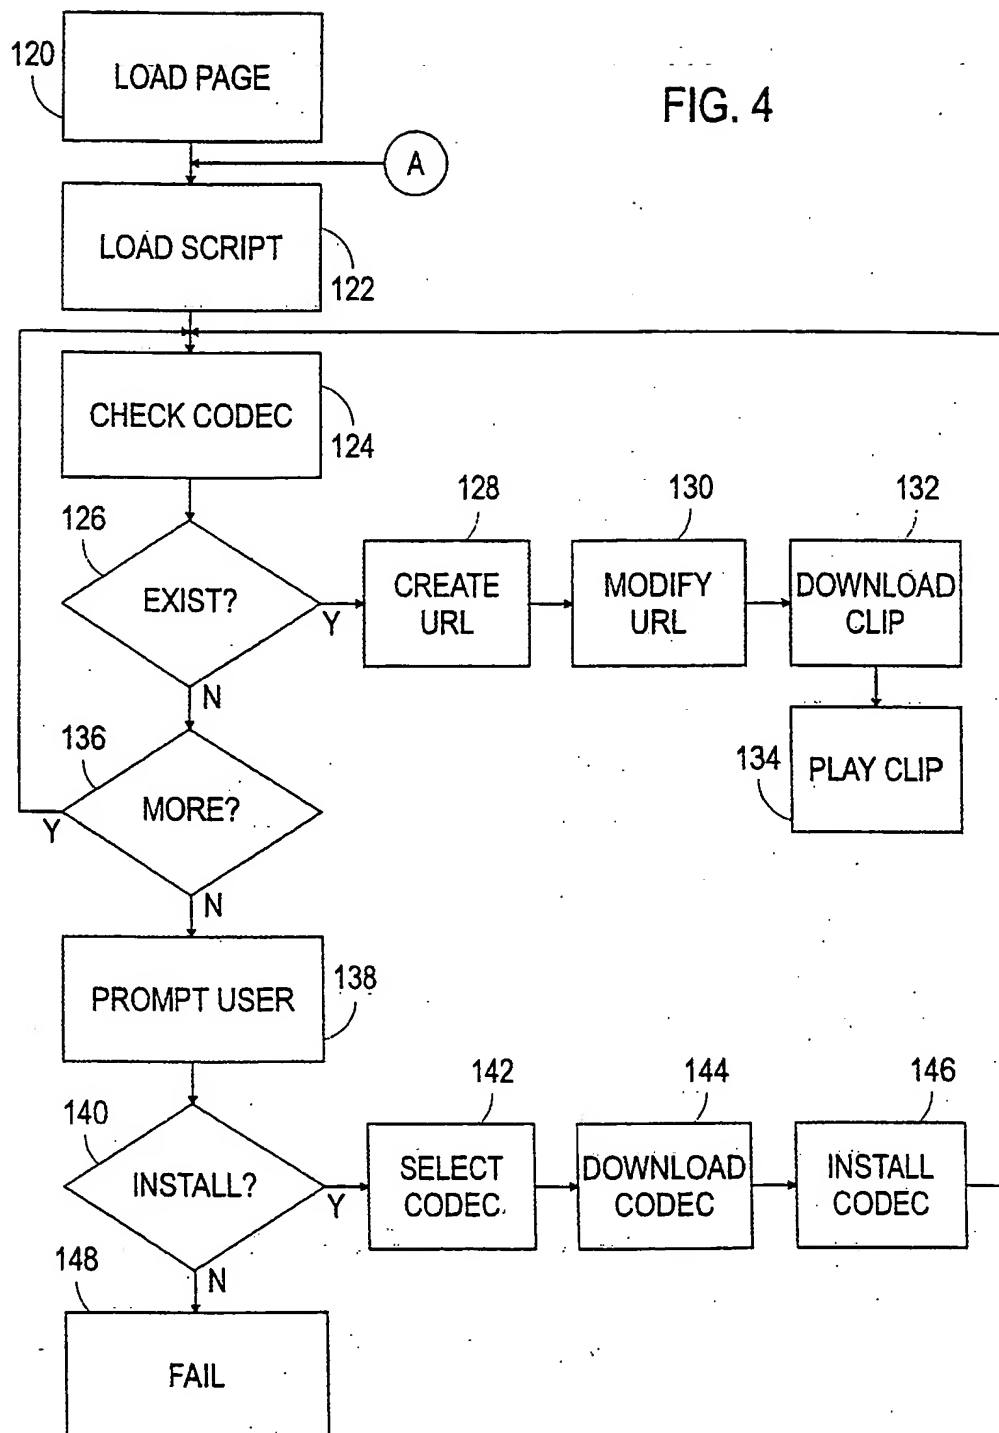 120
LOAD PAGE
FIG. 4
A
LOAD SCRIPT
122
CHECK CODEC
124
126
EXIST?
Y
N
128
CREATE
URL
130
MODIFY
URL
132
DOWNLOAD
CLIP
134
PLAY CLIP
136
MORE?
Y
N
PROMPT USER
138
140
INSTALL?
Y
N
142
SELECT
CODEC
144
DOWNLOAD
CODEC
146
INSTALL
CODEC
148
FAIL